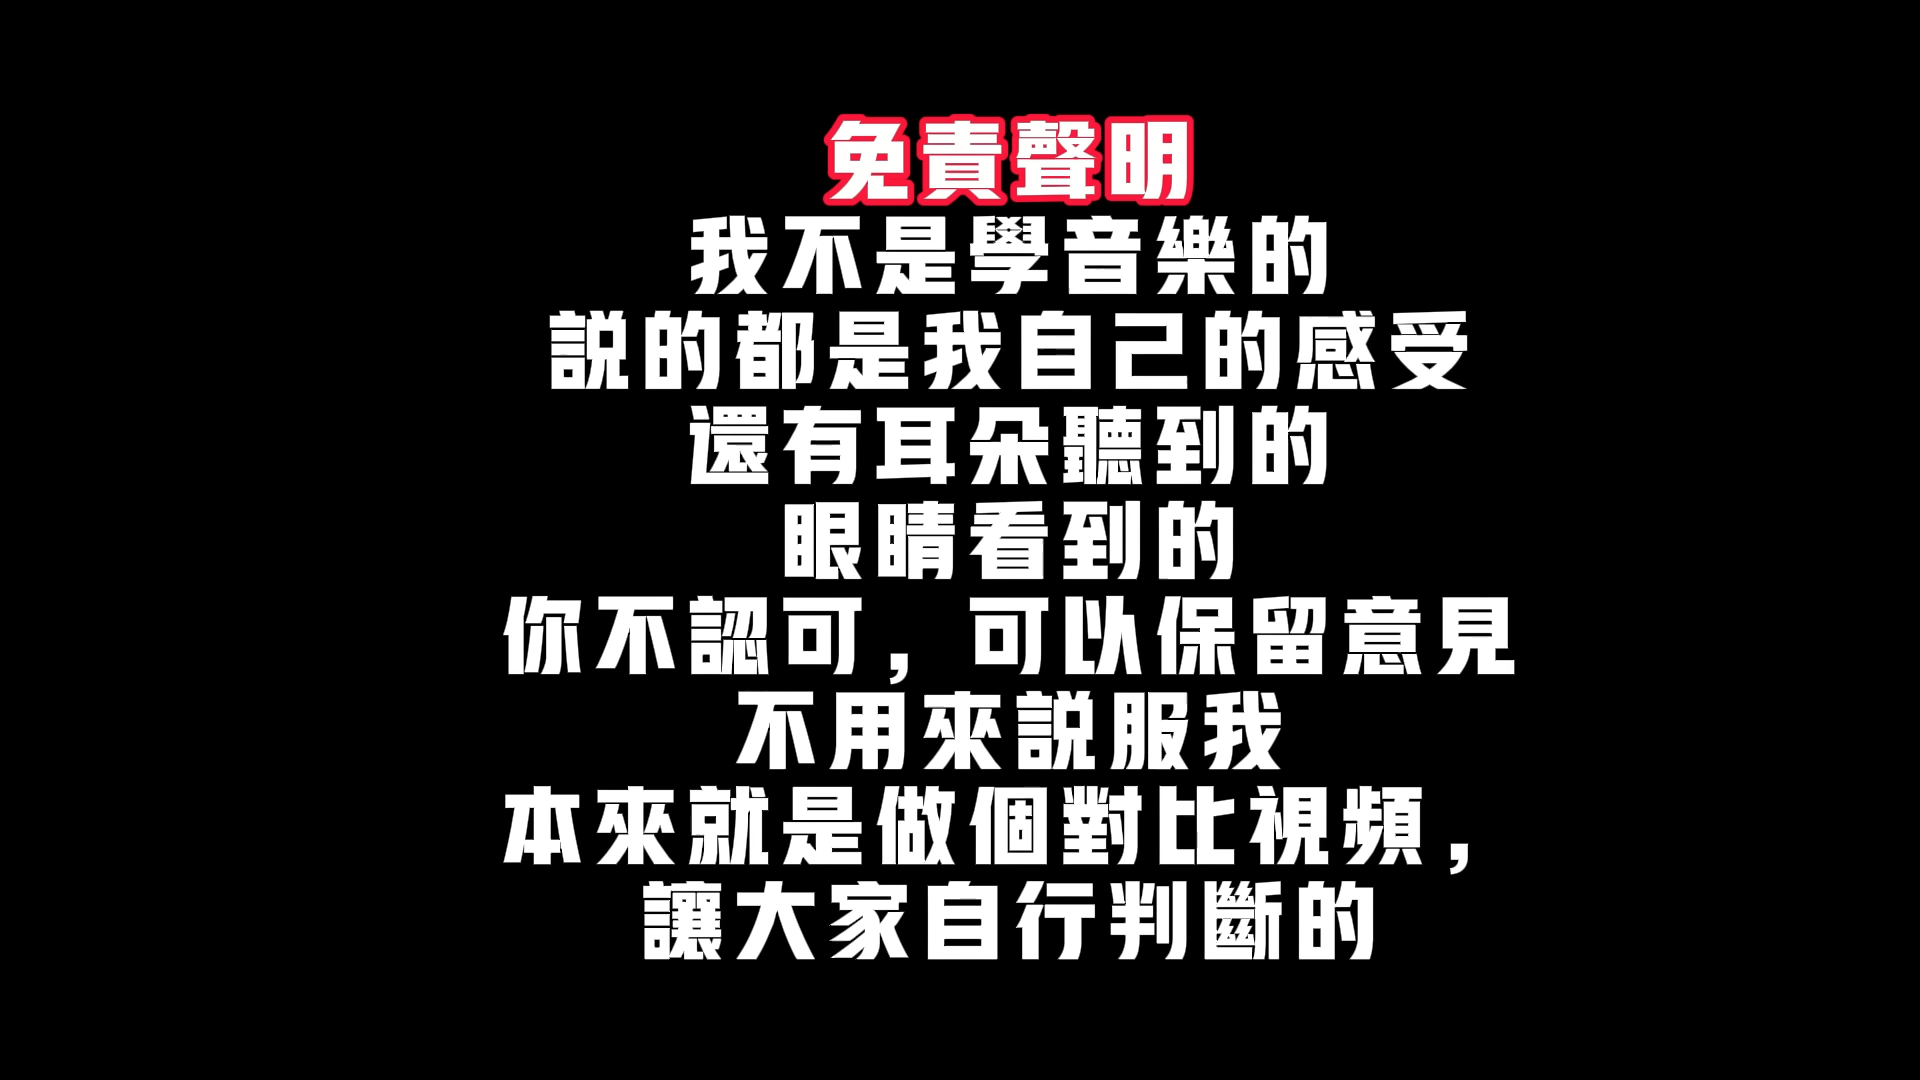 免責聲明
我不是學音樂的
説的都是我自己的感受
還有耳朵聽到的
眼睛看到的
你不認可，可以保留意見
不用來説服我
本來就是做個對比視頻，
讓大家自行判斷的